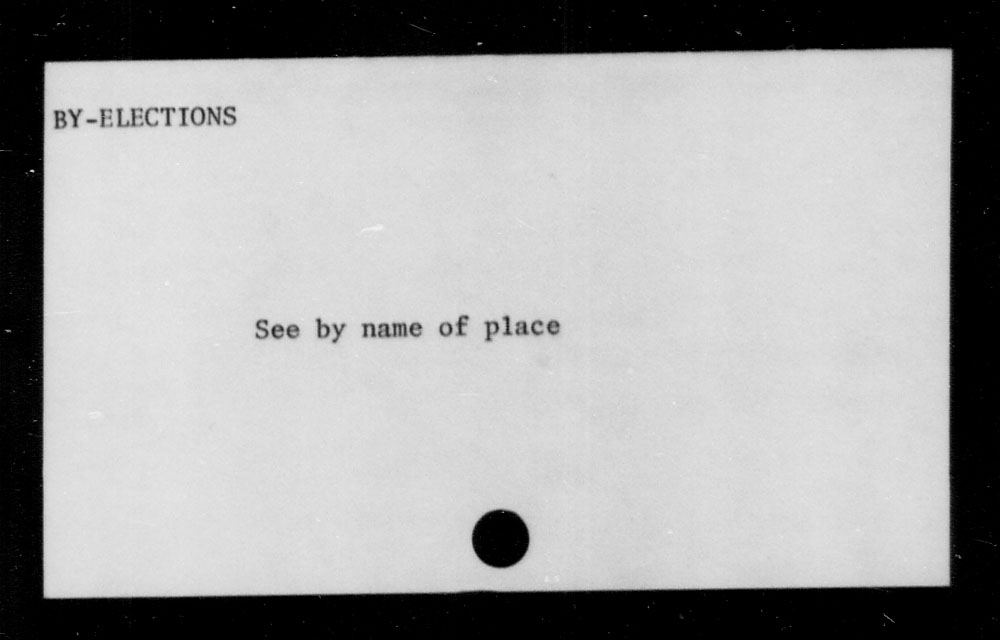 BY-ELECTIONS
See by name of place